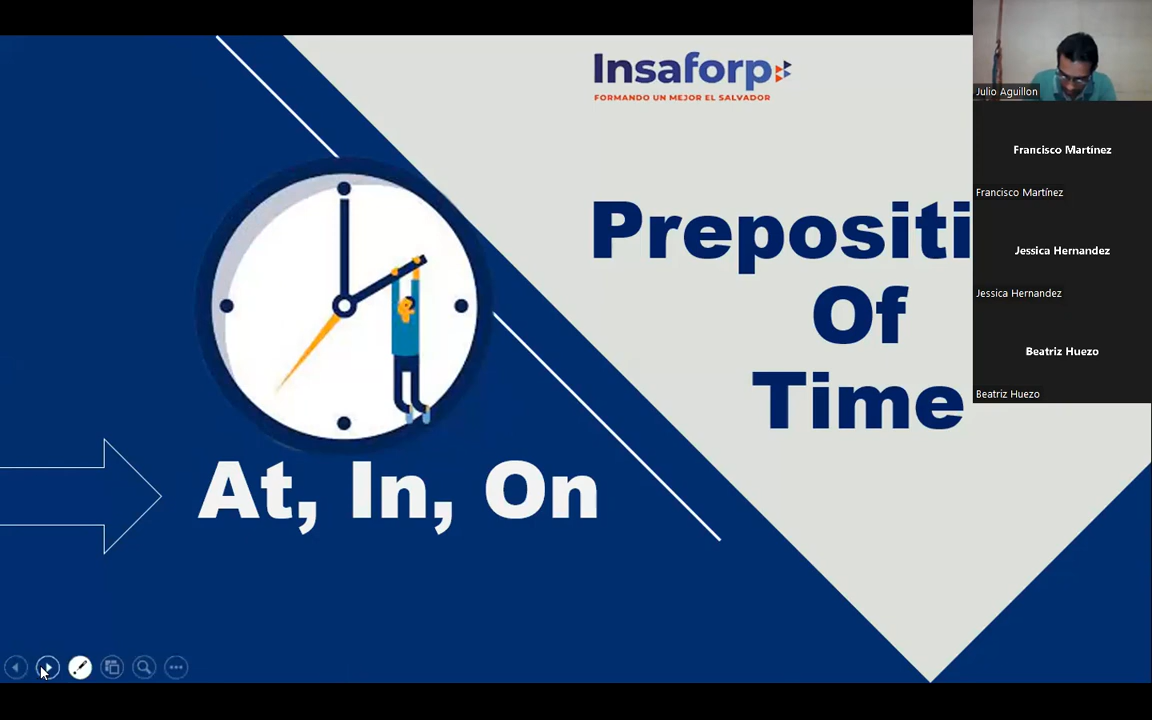 Insaforp
FORMANDO UN MEJOR EL SALVADOR
Prepositi
Of
Time
At, In, On
Julio Aguillon
Francisco Martínez
Francisco Martínez
Jessica Hernandez
Jessica Hernandez
Beatriz Huezo
Beatriz Huezo